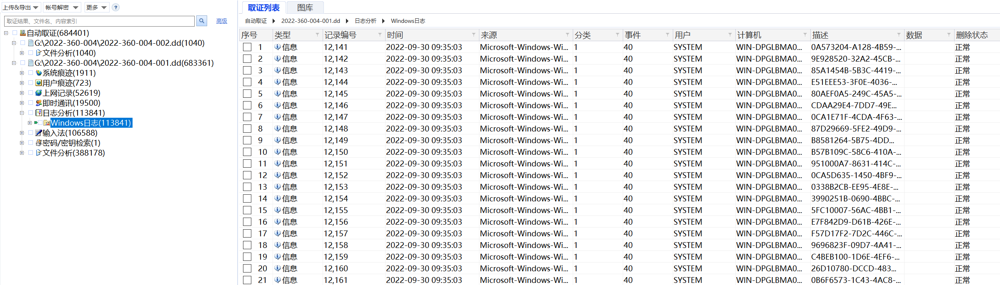 上传&导出 帐号解密 更多 ?
取证结果、文件名、内容索引 高级
自动取证(684401)
G:\2022-360-004\2022-360-004-002.dd(1040)
文件分析(1040)
G:\2022-360-004\2022-360-004-001.dd(683361)
系统痕迹(1911)
用户痕迹(723)
上网记录(52619)
即时通讯(19500)
日志分析(113841)
Windows日志(113841)
输入法(106588)
密码/密钥检索(1)
文件分析(388178)
取证列表 图库
自动取证 2022-360-004-001.dd 日志分析 Windows日志
序号 类型 记录编号 时间 来源 分类 事件 用户 计算机 描述 数据 删除状态
1 信息 12,141 2022-09-30 09:35:03 Microsoft-Windows-Wi... 1 40 SYSTEM WIN-DPGLBMA0... 0A573204-A128-4B59-... 正常
2 信息 12,142 2022-09-30 09:35:03 Microsoft-Windows-Wi... 1 40 SYSTEM WIN-DPGLBMA0... 9E928520-32A2-45CB-... 正常
3 信息 12,143 2022-09-30 09:35:03 Microsoft-Windows-Wi... 1 40 SYSTEM WIN-DPGLBMA0... 85A1454B-5B3C-4419-... 正常
4 信息 12,144 2022-09-30 09:35:03 Microsoft-Windows-Wi... 1 40 SYSTEM WIN-DPGLBMA0... E51EEE53-3F0E-4036-... 正常
5 信息 12,145 2022-09-30 09:35:03 Microsoft-Windows-Wi... 1 40 SYSTEM WIN-DPGLBMA0... 80AEF0A5-249C-45A5-... 正常
6 信息 12,146 2022-09-30 09:35:03 Microsoft-Windows-Wi... 1 40 SYSTEM WIN-DPGLBMA0... CDAA29E4-7DD7-49E... 正常
7 信息 12,147 2022-09-30 09:35:03 Microsoft-Windows-Wi... 1 40 SYSTEM WIN-DPGLBMA0... 0CA1E71F-4CDA-4F63-... 正常
8 信息 12,148 2022-09-30 09:35:03 Microsoft-Windows-Wi... 1 40 SYSTEM WIN-DPGLBMA0... 87D29669-5FE2-49D9-... 正常
9 信息 12,149 2022-09-30 09:35:03 Microsoft-Windows-Wi... 1 40 SYSTEM WIN-DPGLBMA0... B8581264-5B75-4DD... 正常
10 信息 12,150 2022-09-30 09:35:03 Microsoft-Windows-Wi... 1 40 SYSTEM WIN-DPGLBMA0... B57B109C-58C6-410A-... 正常
11 信息 12,151 2022-09-30 09:35:03 Microsoft-Windows-Wi... 1 40 SYSTEM WIN-DPGLBMA0... 951000A7-8631-414C-... 正常
12 信息 12,152 2022-09-30 09:35:03 Microsoft-Windows-Wi... 1 40 SYSTEM WIN-DPGLBMA0... 0CA5D635-1450-4BF9-... 正常
13 信息 12,153 2022-09-30 09:35:03 Microsoft-Windows-Wi... 1 40 SYSTEM WIN-DPGLBMA0... 0338B2CB-EE95-4E8E-... 正常
14 信息 12,154 2022-09-30 09:35:03 Microsoft-Windows-Wi... 1 40 SYSTEM WIN-DPGLBMA0... 3990251B-0690-4BBC-... 正常
15 信息 12,155 2022-09-30 09:35:03 Microsoft-Windows-Wi... 1 40 SYSTEM WIN-DPGLBMA0... 5FC10007-56AC-4BB1-... 正常
16 信息 12,156 2022-09-30 09:35:03 Microsoft-Windows-Wi... 1 40 SYSTEM WIN-DPGLBMA0... E7F842D9-D61B-426E-... 正常
17 信息 12,157 2022-09-30 09:35:03 Microsoft-Windows-Wi... 1 40 SYSTEM WIN-DPGLBMA0... F57D17F2-7D2C-446C-... 正常
18 信息 12,158 2022-09-30 09:35:03 Microsoft-Windows-Wi... 1 40 SYSTEM WIN-DPGLBMA0... 9696823F-09D7-4A41-... 正常
19 信息 12,159 2022-09-30 09:35:03 Microsoft-Windows-Wi... 1 40 SYSTEM WIN-DPGLBMA0... C4BEB100-1D6E-4EF6-... 正常
20 信息 12,160 2022-09-30 09:35:03 Microsoft-Windows-Wi... 1 40 SYSTEM WIN-DPGLBMA0... 26D10780-DCCD-483... 正常
21 信息 12,161 2022-09-30 09:35:03 Microsoft-Windows-Wi... 1 40 SYSTEM WIN-DPGLBMA0... 0B6F6573-1C43-4AC8-... 正常